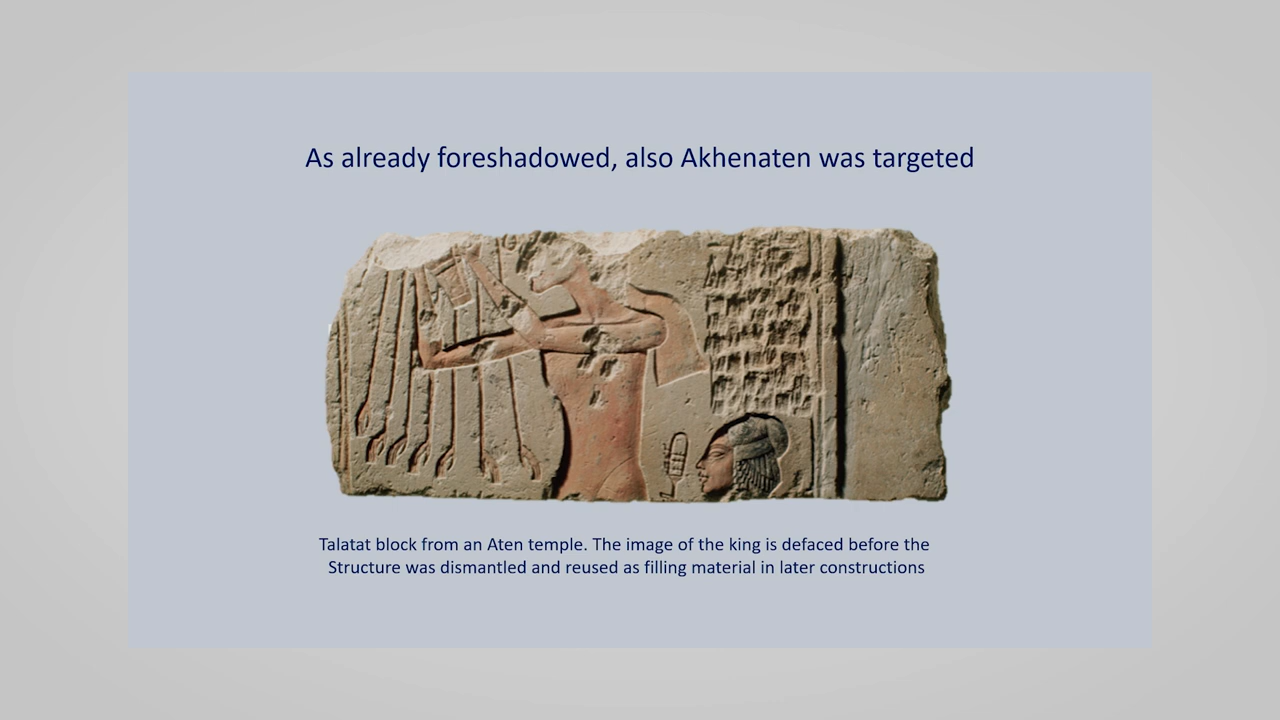 As already foreshadowed, also Akhenaten was targeted
Talatat block from an Aten temple. The image of the king is defaced before the
Structure was dismantled and reused as filling material in later constructions